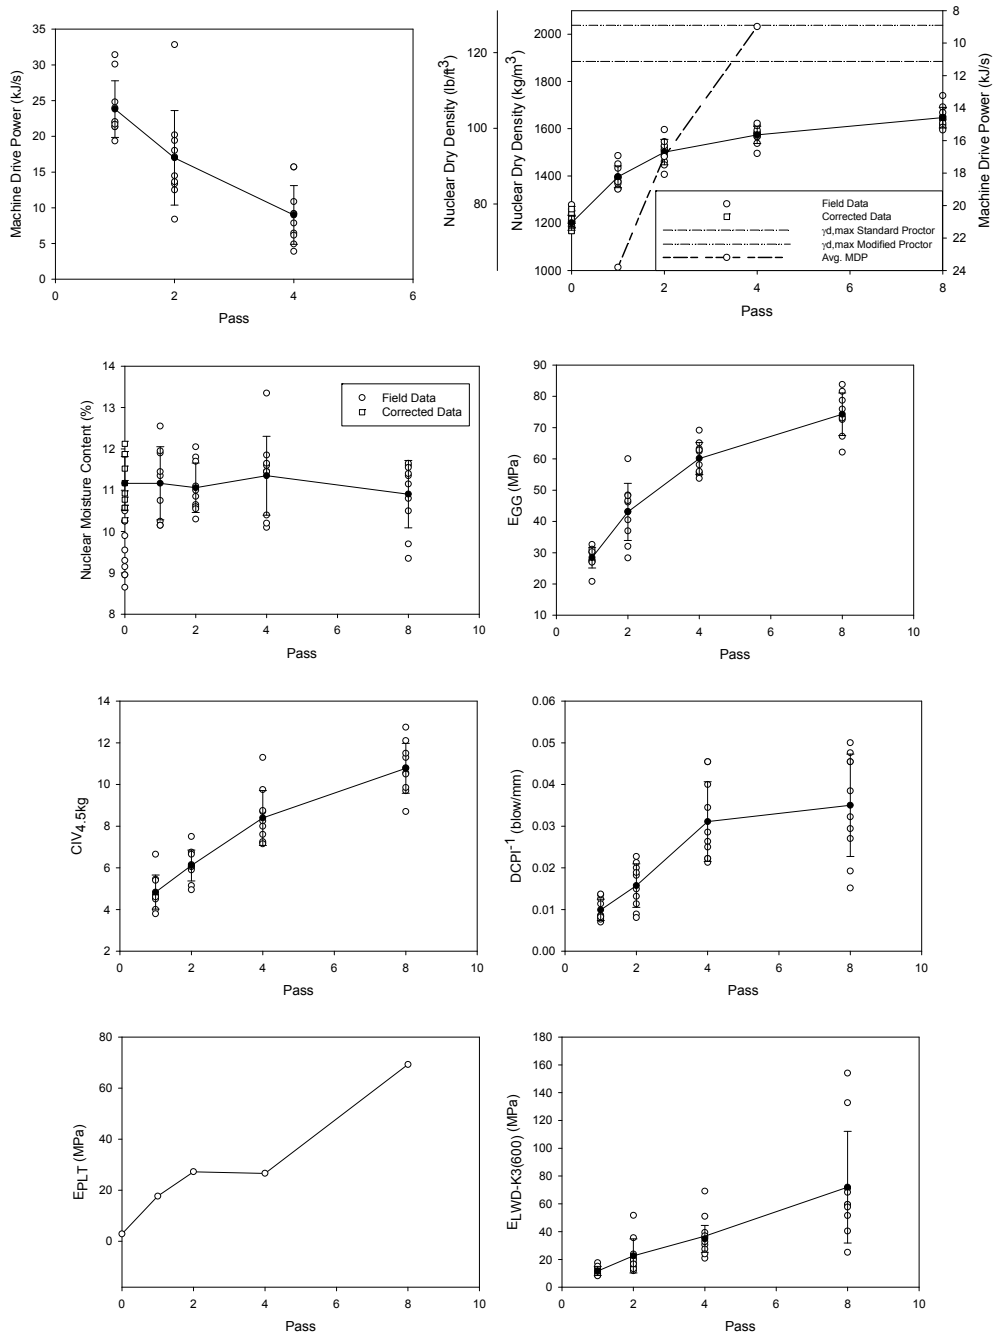 Machine Drive Power (kJ/s)
35
30
25
20
15
10
5
0
0 2 4 6
Pass
Nuclear Dry Density (lb/ft3)
120
100
80
Nuclear Dry Density (kg/m3)
2000
1800
1600
1400
1200
1000
0 2 4 6 8
Pass
Machine Drive Power (kJ/s)
8
9
11
12
14
15
17
18
20
21
22
24
Field Data
Corrected Data
γd,max Standard Proctor
γd,max Modified Proctor
Avg. MDP
Nuclear Moisture Content (%)
14
13
12
11
10
9
8
0 2 4 6 8 10
Pass
Field Data
Corrected Data
EGG (MPa)
90
80
70
60
50
40
30
20
10
0 2 4 6 8 10
Pass
CIV4.5kg
14
12
10
8
6
4
2
0 2 4 6 8 10
Pass
DCPI-1 (blow/mm)
0.06
0.05
0.04
0.03
0.02
0.01
0.00
0 2 4 6 8 10
Pass
EPLT (MPa)
80
60
40
20
0
0 2 4 6 8 10
Pass
ELWD-K3(600) (MPa)
180
160
140
120
100
80
60
40
20
0
0 2 4 6 8 10
Pass